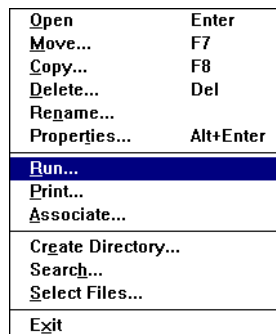 Open Enter
Move... F7
Copy... F8
Delete... Del
Rename...
Properties... Alt+Enter
Run...
Print...
Associate...
Create Directory...
Search...
Select Files...
Exit